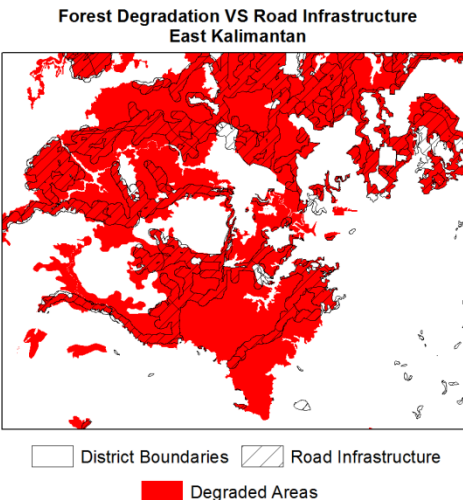 Forest Degradation VS Road Infrastructure
East Kalimantan
District Boundaries Road Infrastructure
Degraded Areas